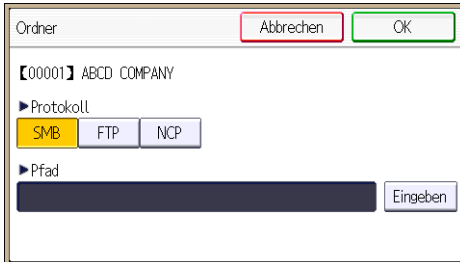 Ordner Abbrechen OK
【00001】 ABCD COMPANY
▶Protokoll
SMB FTP NCP
▶Pfad
Eingeben